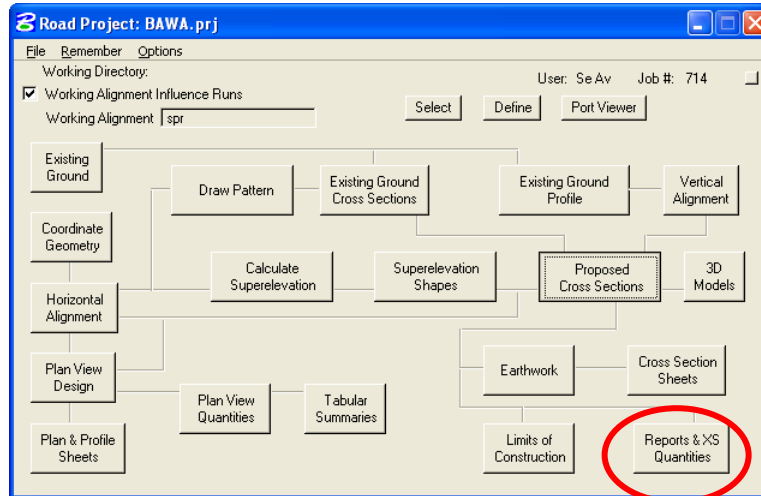 Road Project: BAWA.prj
File Remember Options
Working Directory:
User: Se Av Job #: 714
Working Alignment Influence Runs
Working Alignment spr
Select Define Port Viewer
Existing
Ground
Draw Pattern
Existing Ground
Cross Sections
Existing Ground
Profile
Vertical
Alignment
Coordinate
Geometry
Calculate
Superelevation
Superelevation
Shapes
Proposed
Cross Sections
3D
Models
Horizontal
Alignment
Plan View
Design
Earthwork
Cross Section
Sheets
Plan View
Quantities
Tabular
Summaries
Plan & Profile
Sheets
Limits of
Construction
Reports & XS
Quantities